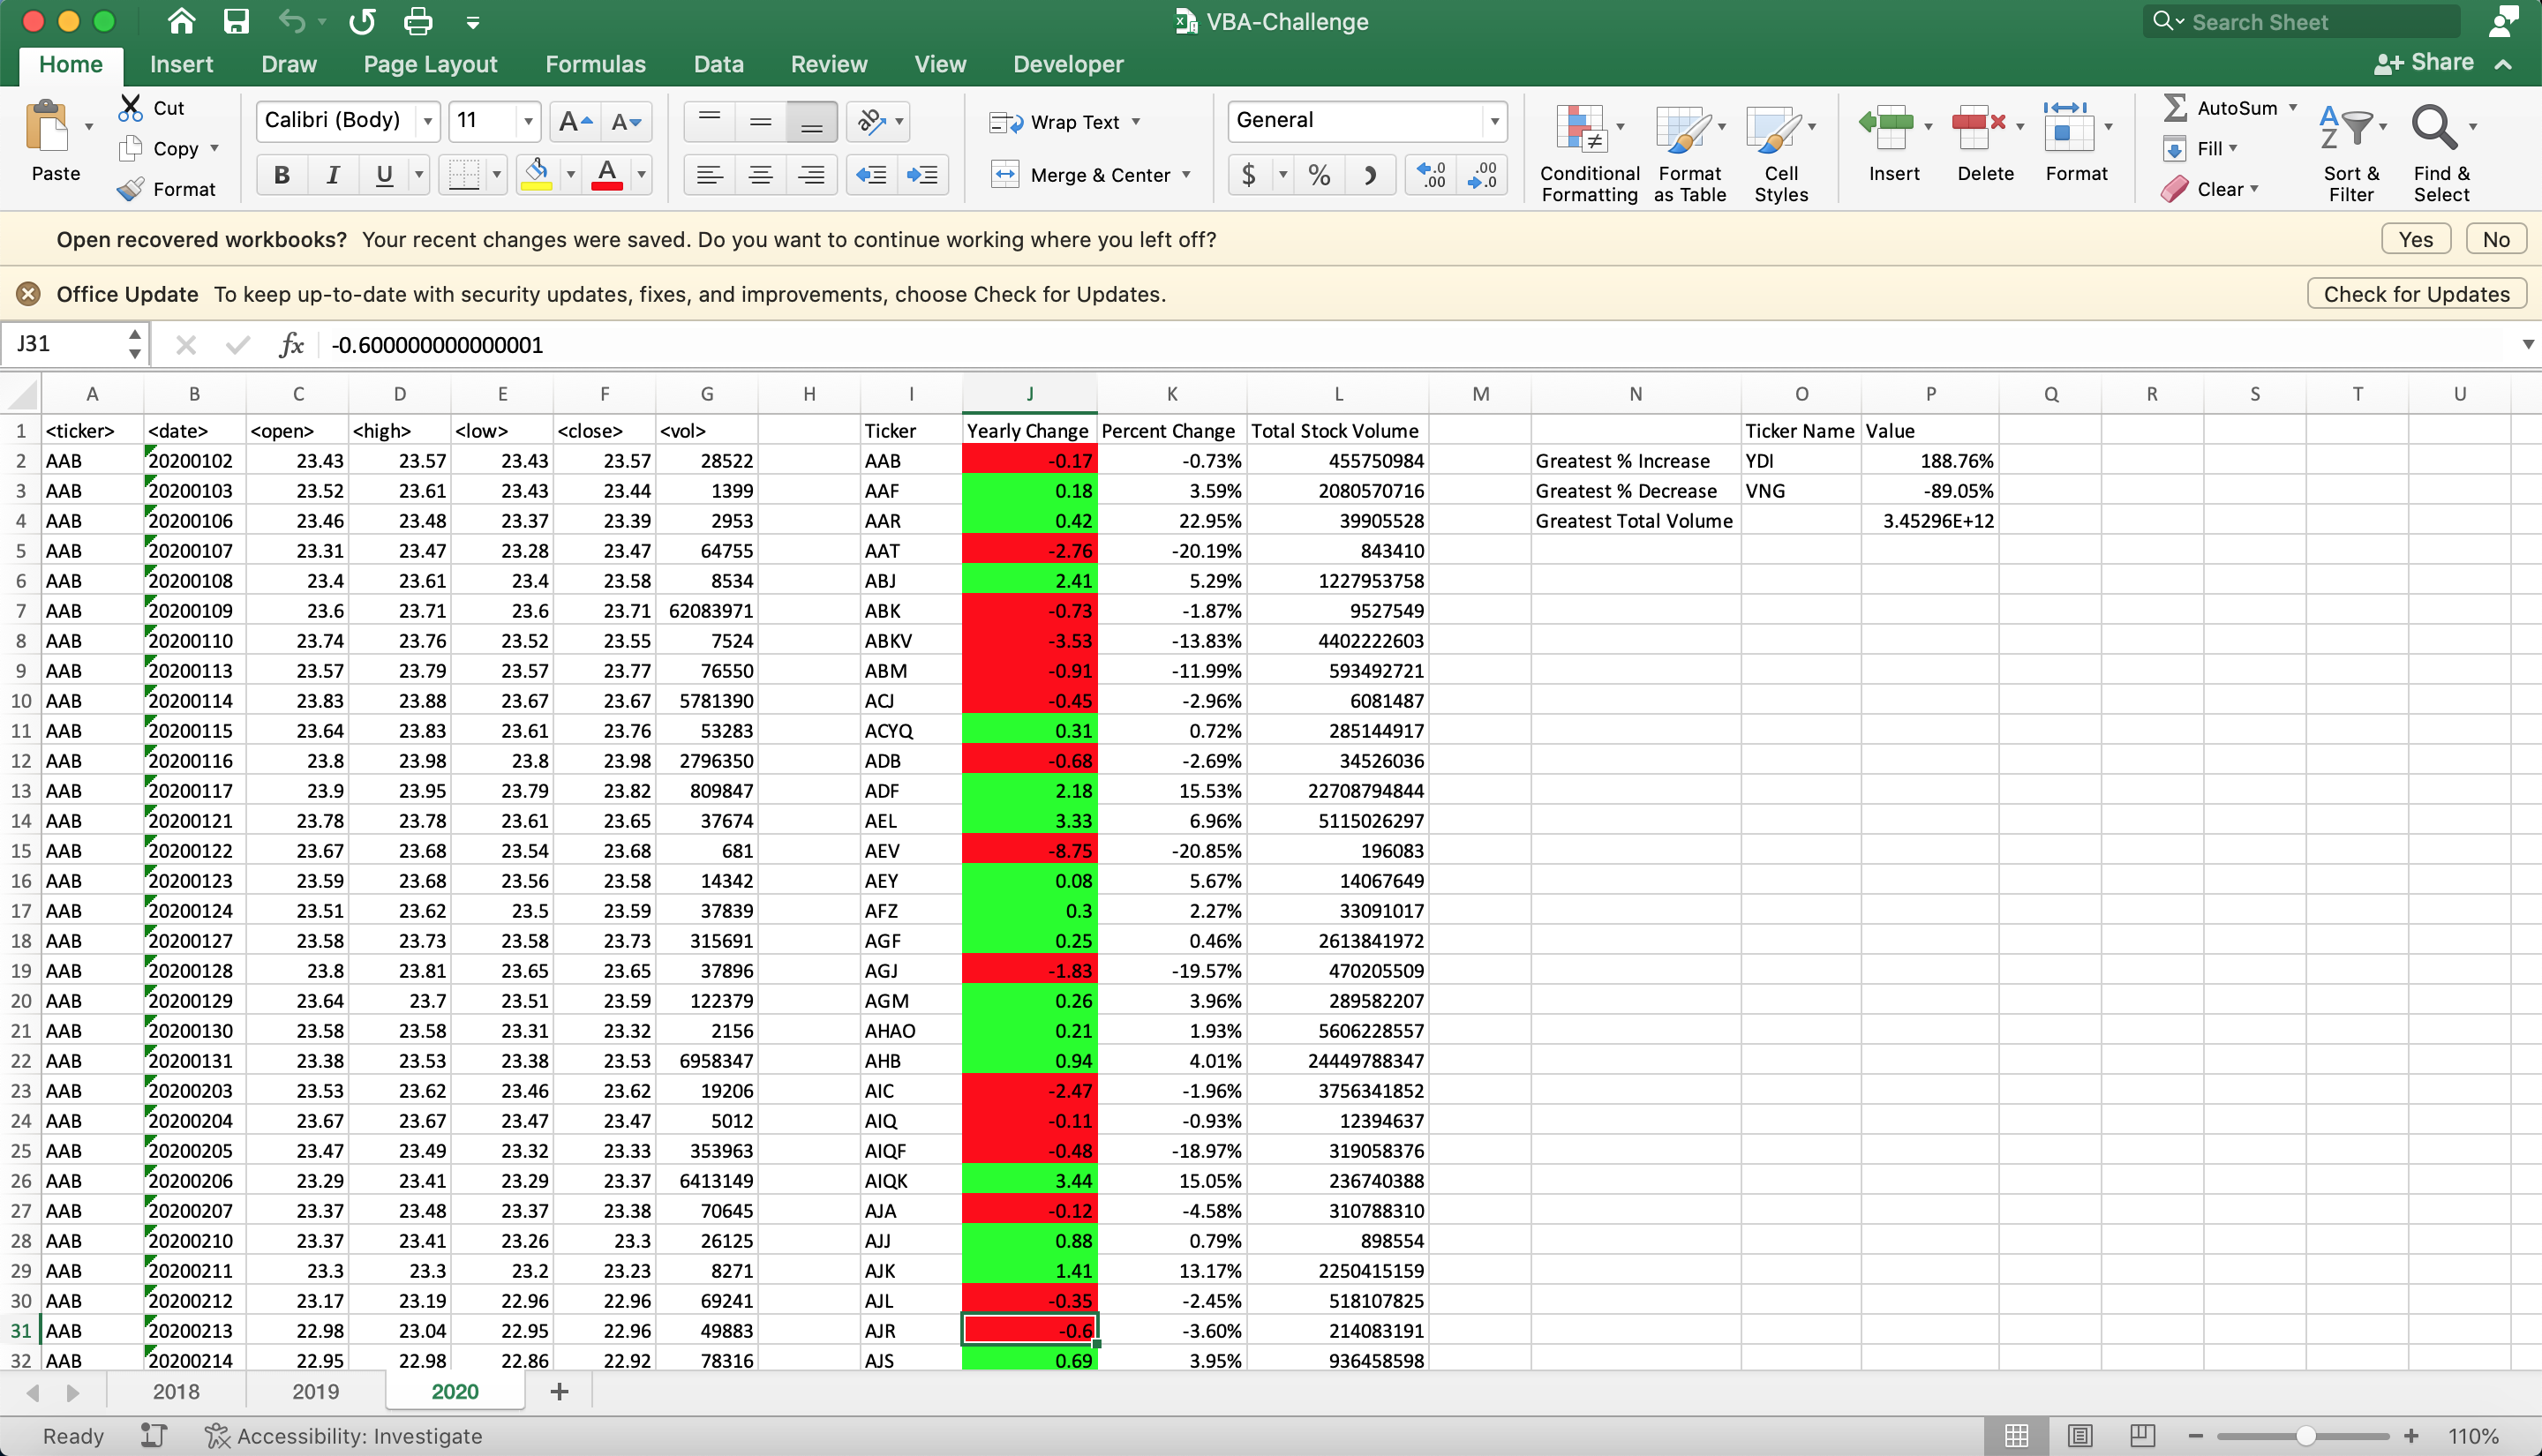 VBA-Challenge
Search Sheet
Home Insert Draw Page Layout Formulas Data Review View Developer Share
Paste
Cut
Copy
Format
Calibri (Body) 11
B I U
Wrap Text
Merge & Center
General
$ %
Conditional Formatting
Format as Table
Cell Styles
Insert
Delete
Format
AutoSum
Fill
Clear
Sort & Filter
Find & Select
Open recovered workbooks? Your recent changes were saved. Do you want to continue working where you left off? Yes No
Office Update To keep up-to-date with security updates, fixes, and improvements, choose Check for Updates. Check for Updates
J31 fx -0.600000000000001
A B C D E F G H I J K L M N O P Q R S T U
1 <ticker> <date> <open> <high> <low> <close> <vol> Ticker Yearly Change Percent Change Total Stock Volume Ticker Name Value
2 AAB 20200102 23.43 23.57 23.43 23.57 28522 AAB -0.17 -0.73% 455750984 Greatest % Increase YDI 188.76%
3 AAB 20200103 23.52 23.61 23.43 23.44 1399 AAF 0.18 3.59% 2080570716 Greatest % Decrease VNG -89.05%
4 AAB 20200106 23.46 23.48 23.37 23.39 2953 AAR 0.42 22.95% 39905528 Greatest Total Volume 3.45296E+12
5 AAB 20200107 23.31 23.47 23.28 23.47 64755 AAT -2.76 -20.19% 843410
6 AAB 20200108 23.4 23.61 23.4 23.58 8534 ABJ 2.41 5.29% 1227953758
7 AAB 20200109 23.6 23.71 23.6 23.71 62083971 ABK -0.73 -1.87% 9527549
8 AAB 20200110 23.74 23.76 23.52 23.55 7524 ABKV -3.53 -13.83% 4402222603
9 AAB 20200113 23.57 23.79 23.57 23.77 76550 ABM -0.91 -11.99% 593492721
10 AAB 20200114 23.83 23.88 23.67 23.67 5781390 ACJ -0.45 -2.96% 6081487
11 AAB 20200115 23.64 23.83 23.61 23.76 53283 ACYQ 0.31 0.72% 285144917
12 AAB 20200116 23.8 23.98 23.8 23.98 2796350 ADB -0.68 -2.69% 34526036
13 AAB 20200117 23.9 23.95 23.79 23.82 809847 ADF 2.18 15.53% 22708794844
14 AAB 20200121 23.78 23.78 23.61 23.65 37674 AEL 3.33 6.96% 5115026297
15 AAB 20200122 23.67 23.68 23.54 23.68 681 AEV -8.75 -20.85% 196083
16 AAB 20200123 23.59 23.68 23.56 23.58 14342 AEY 0.08 5.67% 14067649
17 AAB 20200124 23.51 23.62 23.5 23.59 37839 AFZ 0.3 2.27% 33091017
18 AAB 20200127 23.58 23.73 23.58 23.73 315691 AGF 0.25 0.46% 2613841972
19 AAB 20200128 23.8 23.81 23.65 23.65 37896 AGJ -1.83 -19.57% 470205509
20 AAB 20200129 23.64 23.7 23.51 23.59 122379 AGM 0.26 3.96% 289582207
21 AAB 20200130 23.58 23.58 23.31 23.32 2156 AHAO 0.21 1.93% 5606228557
22 AAB 20200131 23.38 23.53 23.38 23.53 6958347 AHB 0.94 4.01% 24449788347
23 AAB 20200203 23.53 23.62 23.46 23.62 19206 AIC -2.47 -1.96% 3756341852
24 AAB 20200204 23.67 23.67 23.47 23.47 5012 AIQ -0.11 -0.93% 12394637
25 AAB 20200205 23.47 23.49 23.32 23.33 353963 AIQF -0.48 -18.97% 319058376
26 AAB 20200206 23.29 23.41 23.29 23.37 6413149 AIQK 3.44 15.05% 236740388
27 AAB 20200207 23.37 23.48 23.37 23.38 70645 AJA -0.12 -4.58% 310788310
28 AAB 20200210 23.37 23.41 23.26 23.3 26125 AJJ 0.88 0.79% 898554
29 AAB 20200211 23.3 23.3 23.2 23.23 8271 AJK 1.41 13.17% 2250415159
30 AAB 20200212 23.17 23.19 22.96 22.96 69241 AJL -0.35 -2.45% 518107825
31 AAB 20200213 22.98 23.04 22.95 22.96 49883 AJR -0.6 -3.60% 214083191
32 AAB 20200214 22.95 22.98 22.86 22.92 78316 AJS 0.69 3.95% 936458598
2018 2019 2020 +
Ready Accessibility: Investigate 110%